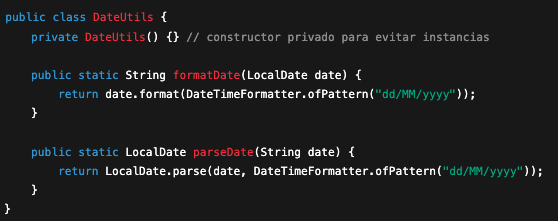 public class DateUtils {
    private DateUtils() {} // constructor privado para evitar instancias

    public static String formatDate(LocalDate date) {
        return date.format(DateTimeFormatter.ofPattern("dd/MM/yyyy"));
    }

    public static LocalDate parseDate(String date) {
        return LocalDate.parse(date, DateTimeFormatter.ofPattern("dd/MM/yyyy"));
    }
}